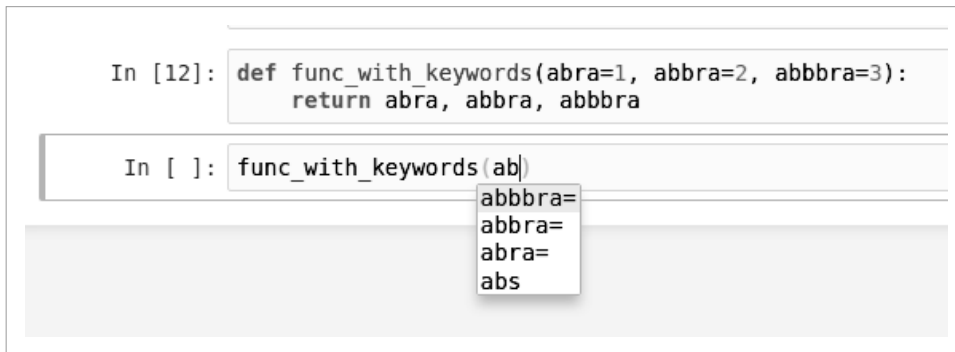 In [12]: def func_with_keywords(abra=1, abbra=2, abbbra=3):
return abra, abbra, abbbra
In [ ]: func_with_keywords(ab)
abbbra=
abbra=
abra=
abs